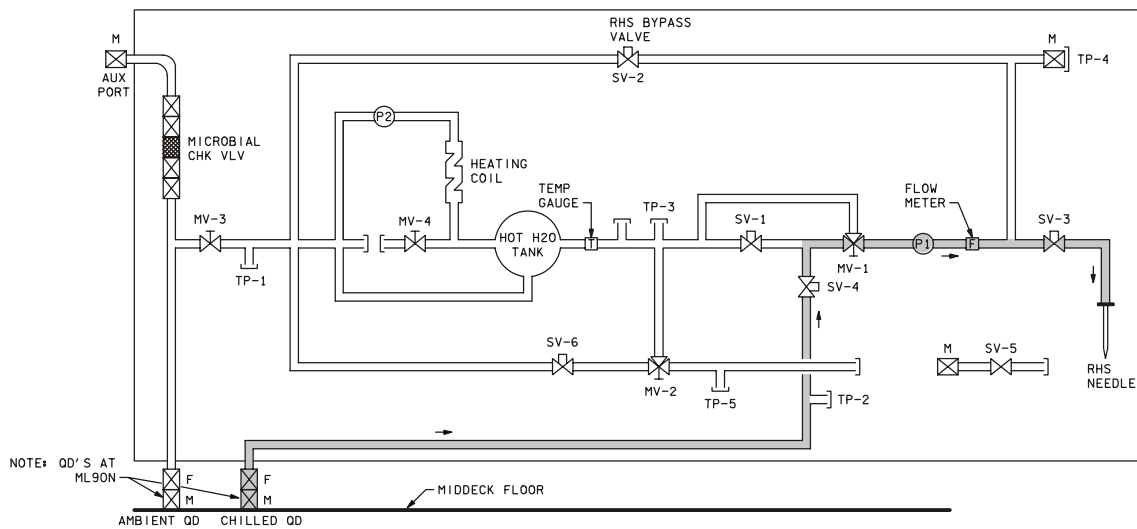 RHS BYPASS
VALVE
SV-2
M
AUX
PORT
M
TP-4
MICROBIAL
CHK VLV
P2
HEATING
COIL
MV-3
TP-1
MV-4
HOT H2O
TANK
TEMP
GAUGE
T
TP-3
SV-1
MV-1
P1
FLOW
METER
F
SV-3
SV-4
SV-6
MV-2
TP-5
TP-2
M
SV-5
RHS
NEEDLE
NOTE: QD'S AT
ML90N
F
M
F
M
MIDDECK FLOOR
AMBIENT QD
CHILLED QD